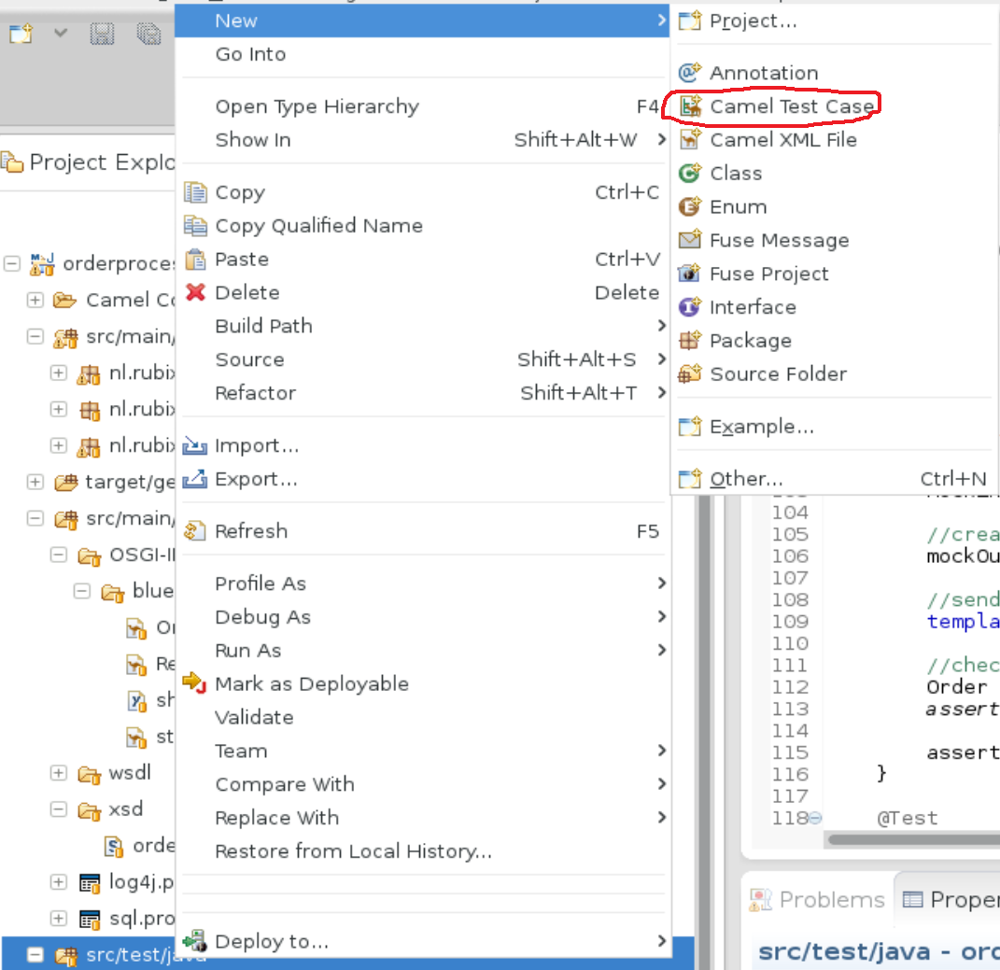 New
Go Into
Open Type Hierarchy F4
Show In Shift+Alt+W
Copy Ctrl+C
Copy Qualified Name
Paste Ctrl+V
Delete Delete
Build Path
Source Shift+Alt+S
Refactor Shift+Alt+T
Import...
Export...
Refresh F5
Profile As
Debug As
Run As
Mark as Deployable
Validate
Team
Compare With
Replace With
Restore from Local History...
Deploy to...
Project...
Annotation
Camel Test Case
Camel XML File
Class
Enum
Fuse Message
Fuse Project
Interface
Package
Source Folder
Example...
Other... Ctrl+N
Project Explo
orderproces
Camel Co
src/main/
nl.rubix
nl.rubix
nl.rubix
target/ge
src/main/
OSGI-II
blue
Or
Re
sh
st
wsdl
xsd
orde
log4j.p
sql.pro
src/test/java
104
105 //crea
106 mockOu
107
108 //send
109 templa
110
111 //chec
112 Order
113 assert
114
115 assert
116 }
117
118 @Test
Problems
Proper
src/test/java - ord